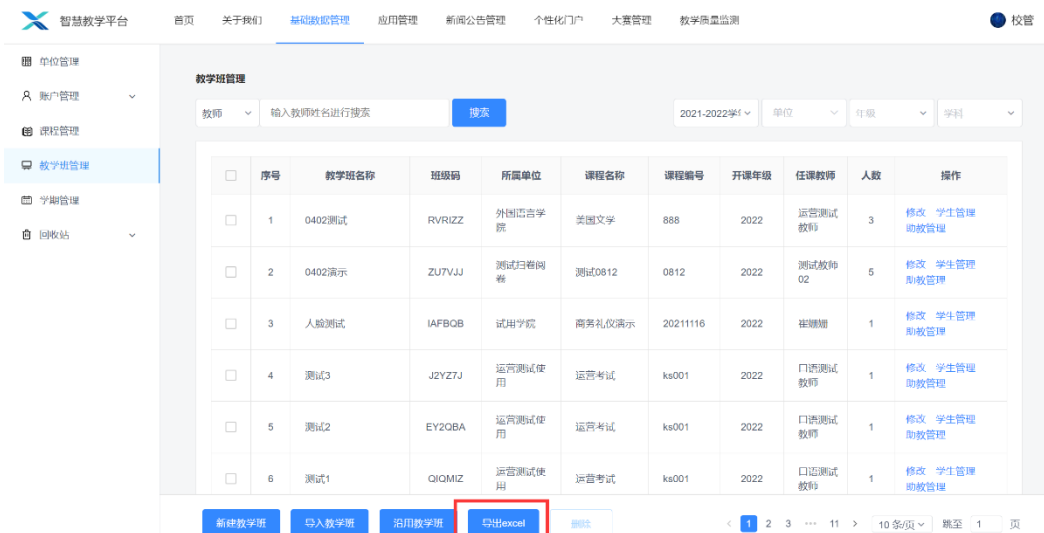 智慧教学平台 首页 关于我们 基础数据管理 应用管理 新闻公告管理 个性化门户 大赛管理 教学质量监测 校管
单位管理
账户管理
课程管理
教学班管理
学期管理
回收站
教学班管理
教师 输入教师姓名进行搜索 搜索 2021-2022学 单位 年级 学科
序号 教学班名称 班级码 所属单位 课程名称 课程编号 开课年级 任课教师 人数 操作
1 0402测试 RVRIZZ 外国语言学院 美国文学 888 2022 运营测试教师 3 修改 学生管理 助教管理
2 0402演示 ZU7VJJ 测试扫卷阅卷 测试0812 0812 2022 测试教师02 5 修改 学生管理 助教管理
3 人脸测试 IAFBQB 试用学院 商务礼仪演示 20211116 2022 崔姗姗 1 修改 学生管理 助教管理
4 测试3 J2YZ7J 运营测试使用 运营考试 ks001 2022 口语测试教师 1 修改 学生管理 助教管理
5 测试2 EY2QBA 运营测试使用 运营考试 ks001 2022 口语测试教师 1 修改 学生管理 助教管理
6 测试1 QIQMIZ 运营测试使用 运营考试 ks001 2022 口语测试教师 1 修改 学生管理 助教管理
新建教学班 导入教学班 沿用教学班 导出excel 删除 < 1 2 3 ··· 11 > 10 条/页 跳至 1 页